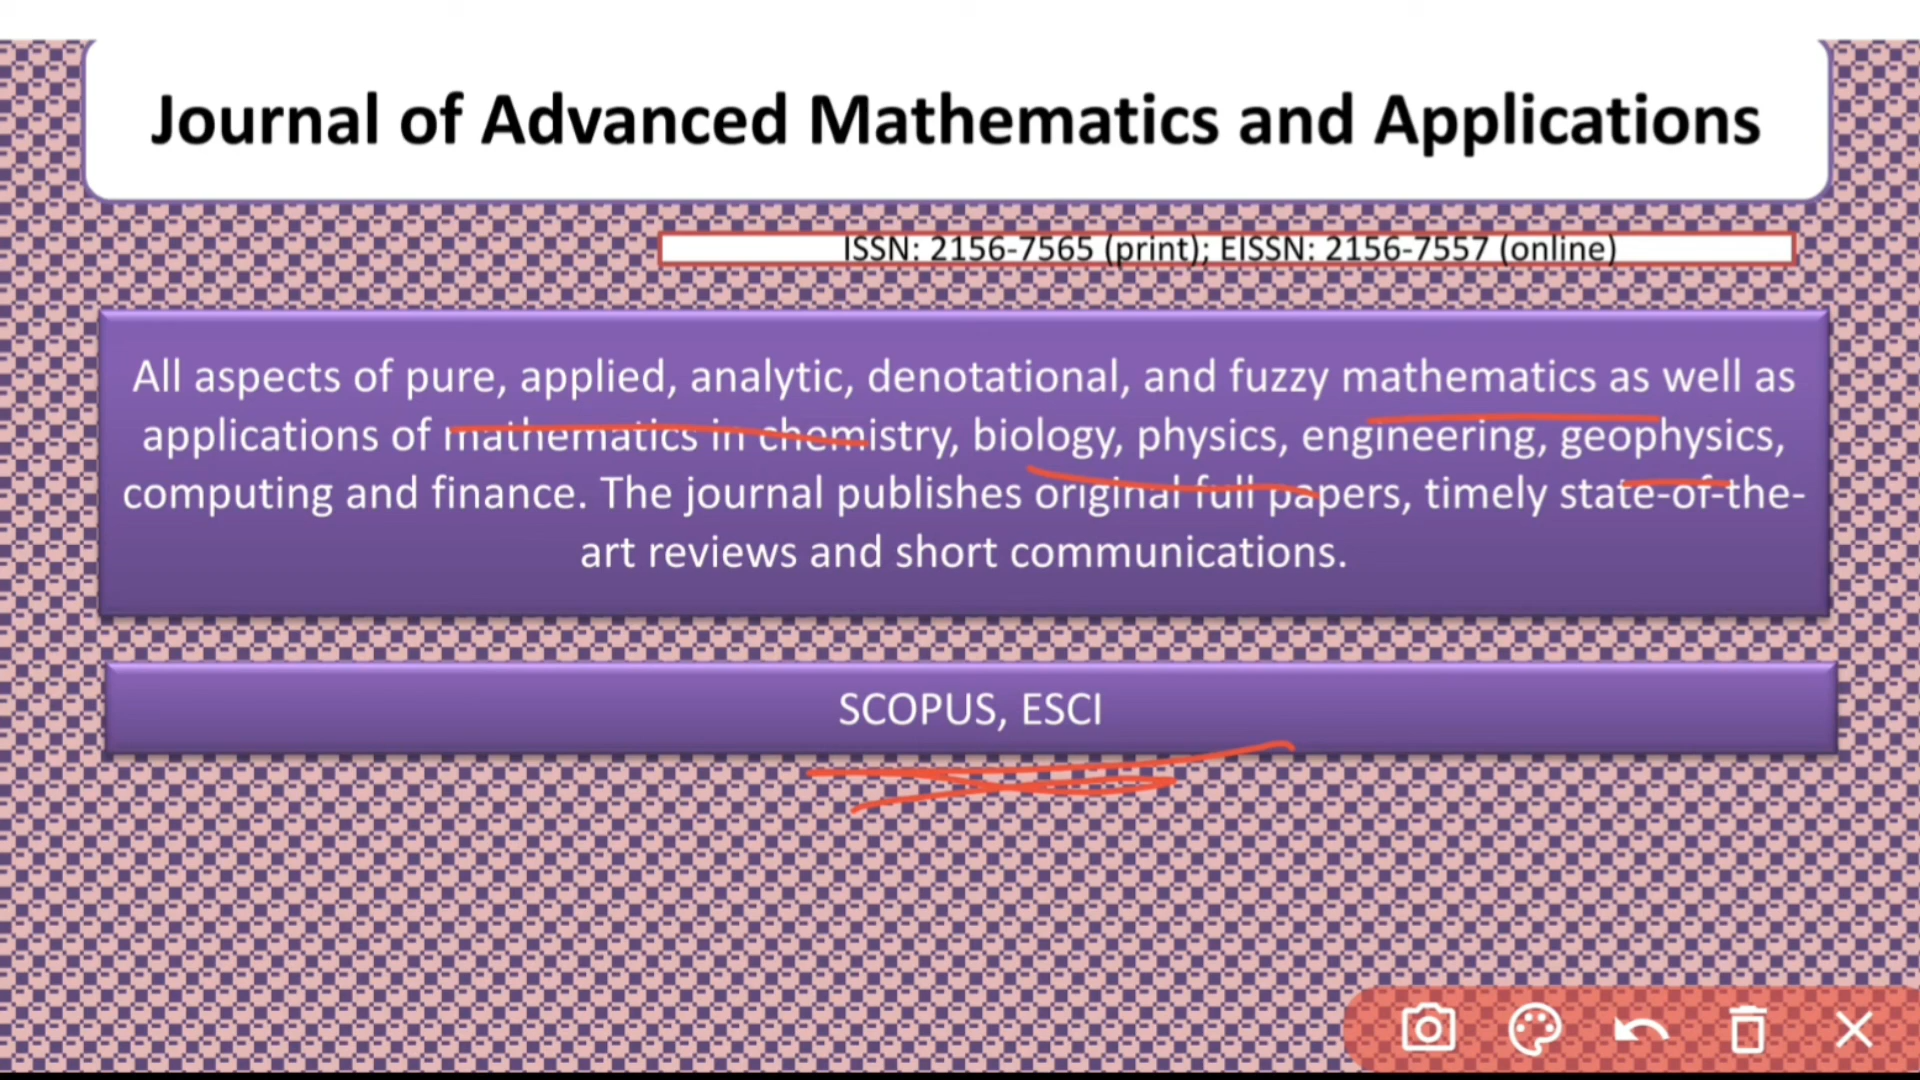 Journal of Advanced Mathematics and Applications
ISSN: 2156-7565 (print); EISSN: 2156-7557 (online)
All aspects of pure, applied, analytic, denotational, and fuzzy mathematics as well as
applications of mathematics in chemistry, biology, physics, engineering, geophysics,
computing and finance. The journal publishes original full papers, timely state-of-the-
art reviews and short communications.
SCOPUS, ESCI